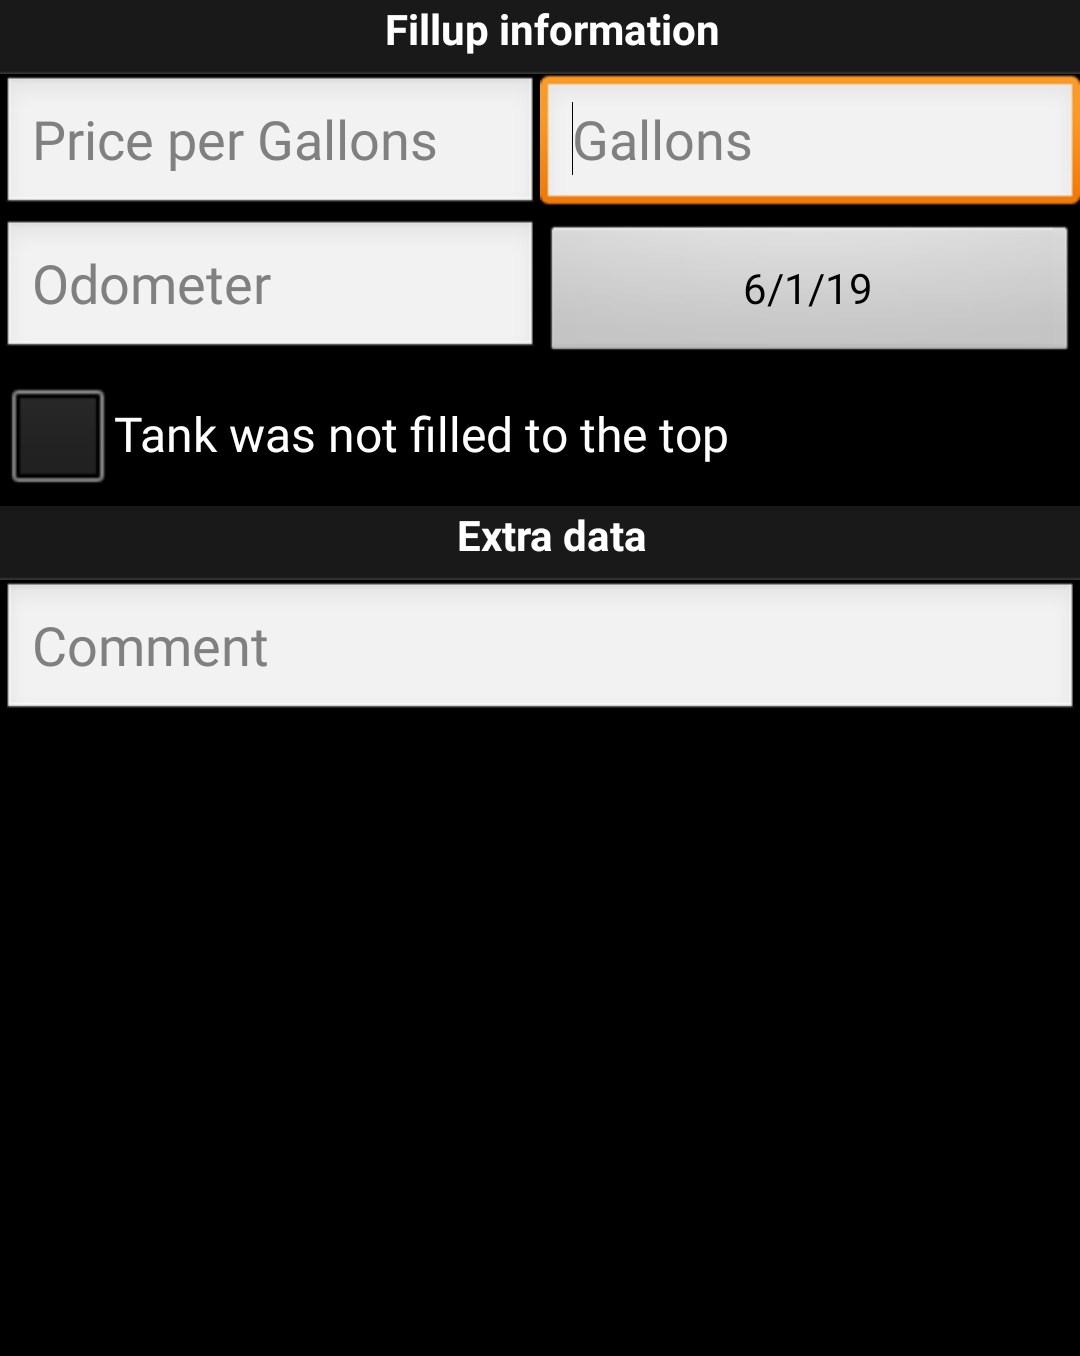 Fillup information
Price per Gallons
Gallons
Odometer
6/1/19
Tank was not filled to the top
Extra data
Comment